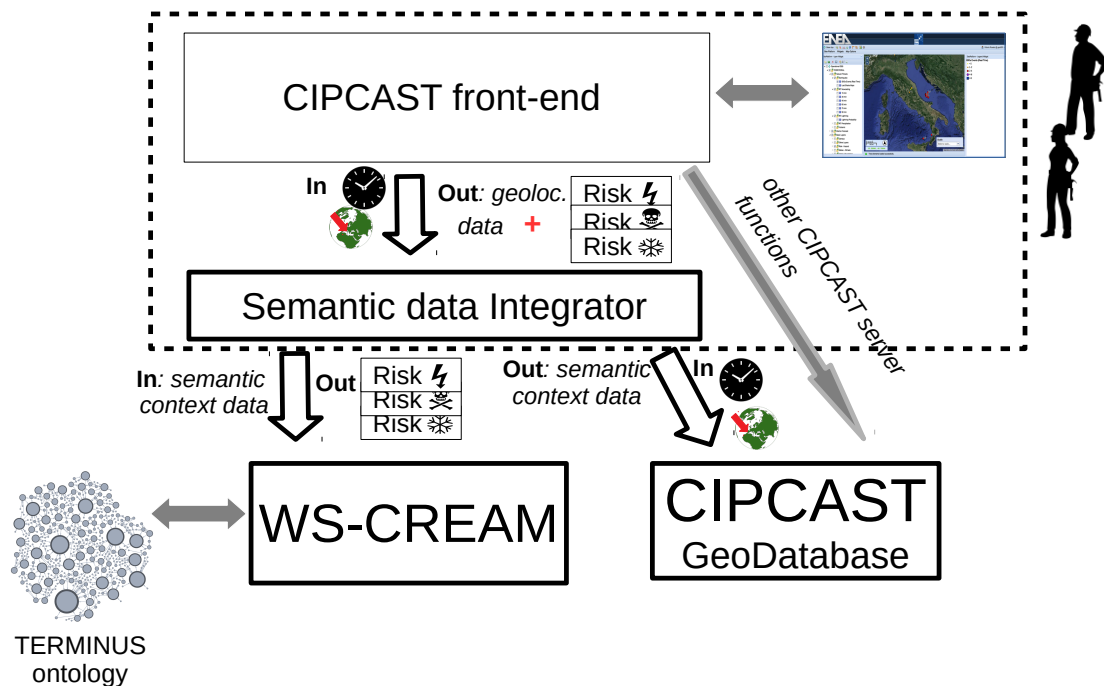 ENEA
CIPCAST front-end
In
Out: geoloc.
data +
Risk
Risk
Risk
other CIPCAST server
functions
Semantic data Integrator
In: semantic
context data
Out
Risk
Risk
Risk
Out: semantic
context data
In
WS-CREAM
CIPCAST
GeoDatabase
TERMINUS
ontology